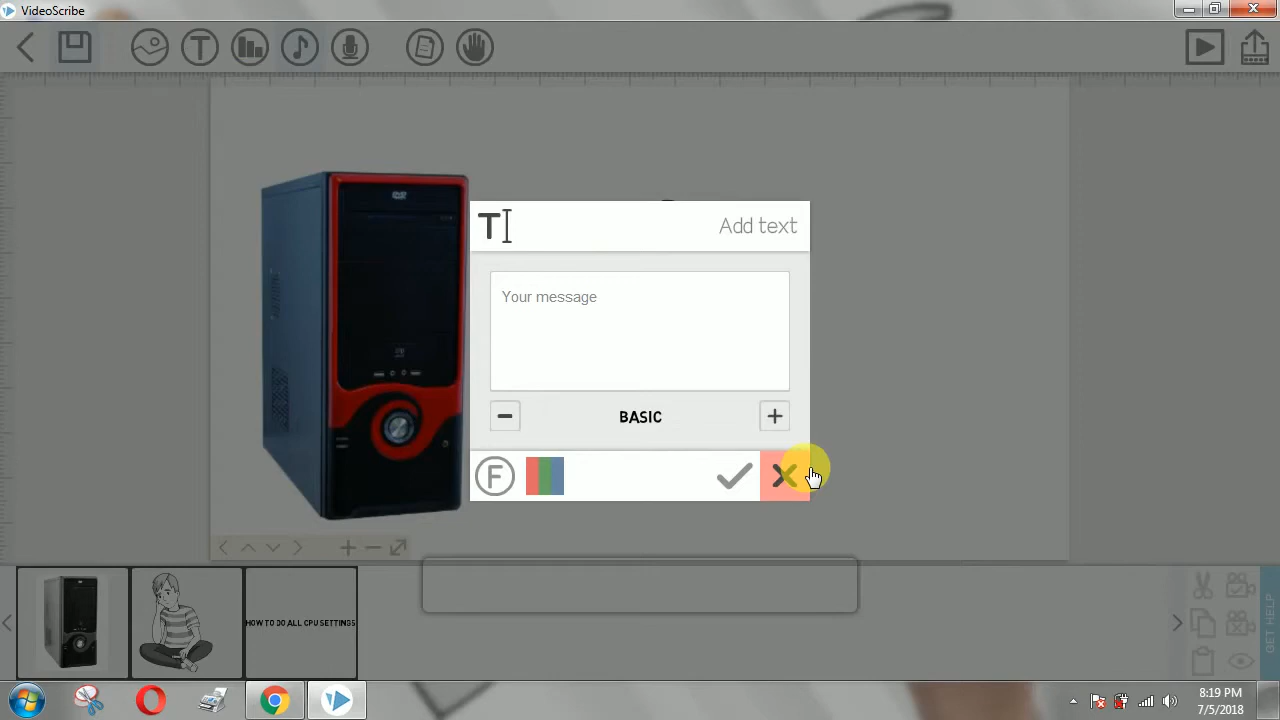 VideoScribe
T
T
Add text
Your message
BASIC
F
HOW TO DO ALL CPU SETTINGS
GET HELP
8:19 PM
7/5/2018